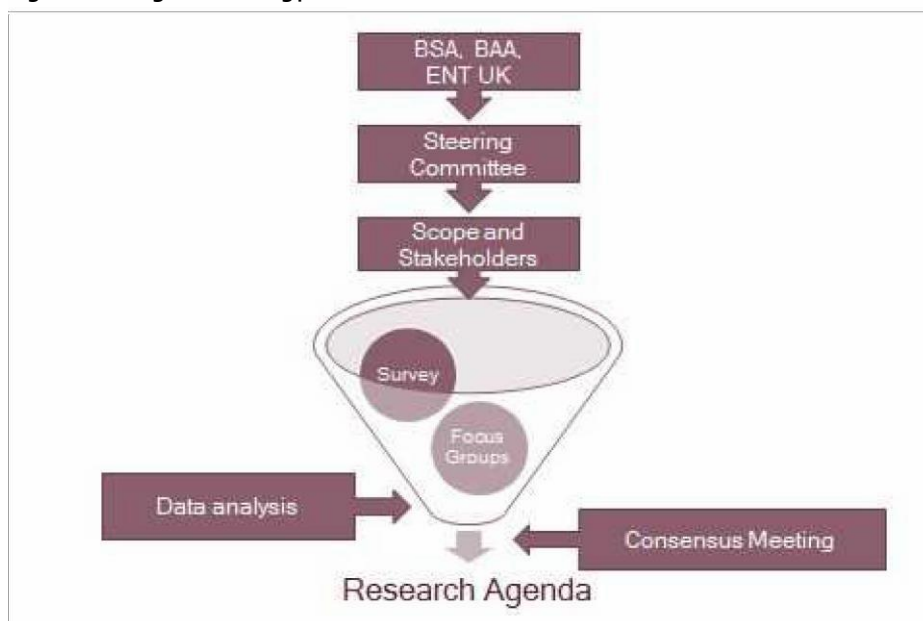 BSA, BAA,
ENT UK
Steering
Committee
Scope and
Stakeholders
Survey
Focus
Groups
Data analysis
Consensus Meeting
Research Agenda